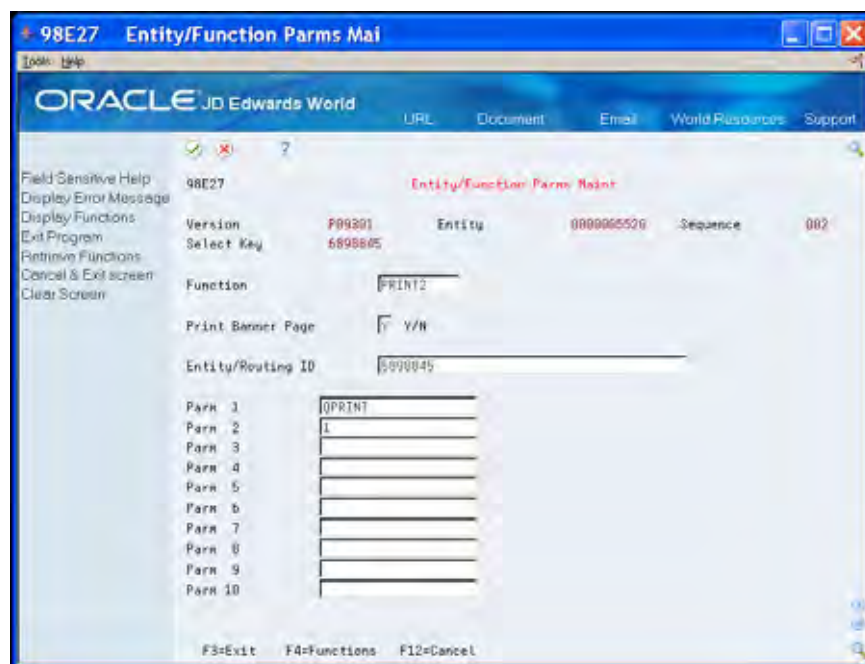 98E27 Entity/Function Parms Mai
Tools Help
ORACLE JD Edwards World
URL Document Email World Resources Support
?
Field Sensitive Help
Display Error Message
Display Functions
Exit Program
Retrieve Functions
Cancel & Exit screen
Clear Screen
98E27 Entity/Function Parms Maint
Version P09301 Entity Sequence 002
Select Key
Function PRINT2
Print Banner Page Y Y/N
Entity/Routing ID
Parm 1 QPRINT
Parm 2 1
Parm 3
Parm 4
Parm 5
Parm 6
Parm 7
Parm 8
Parm 9
Parm 10
F3=Exit F4=Functions F12=Cancel